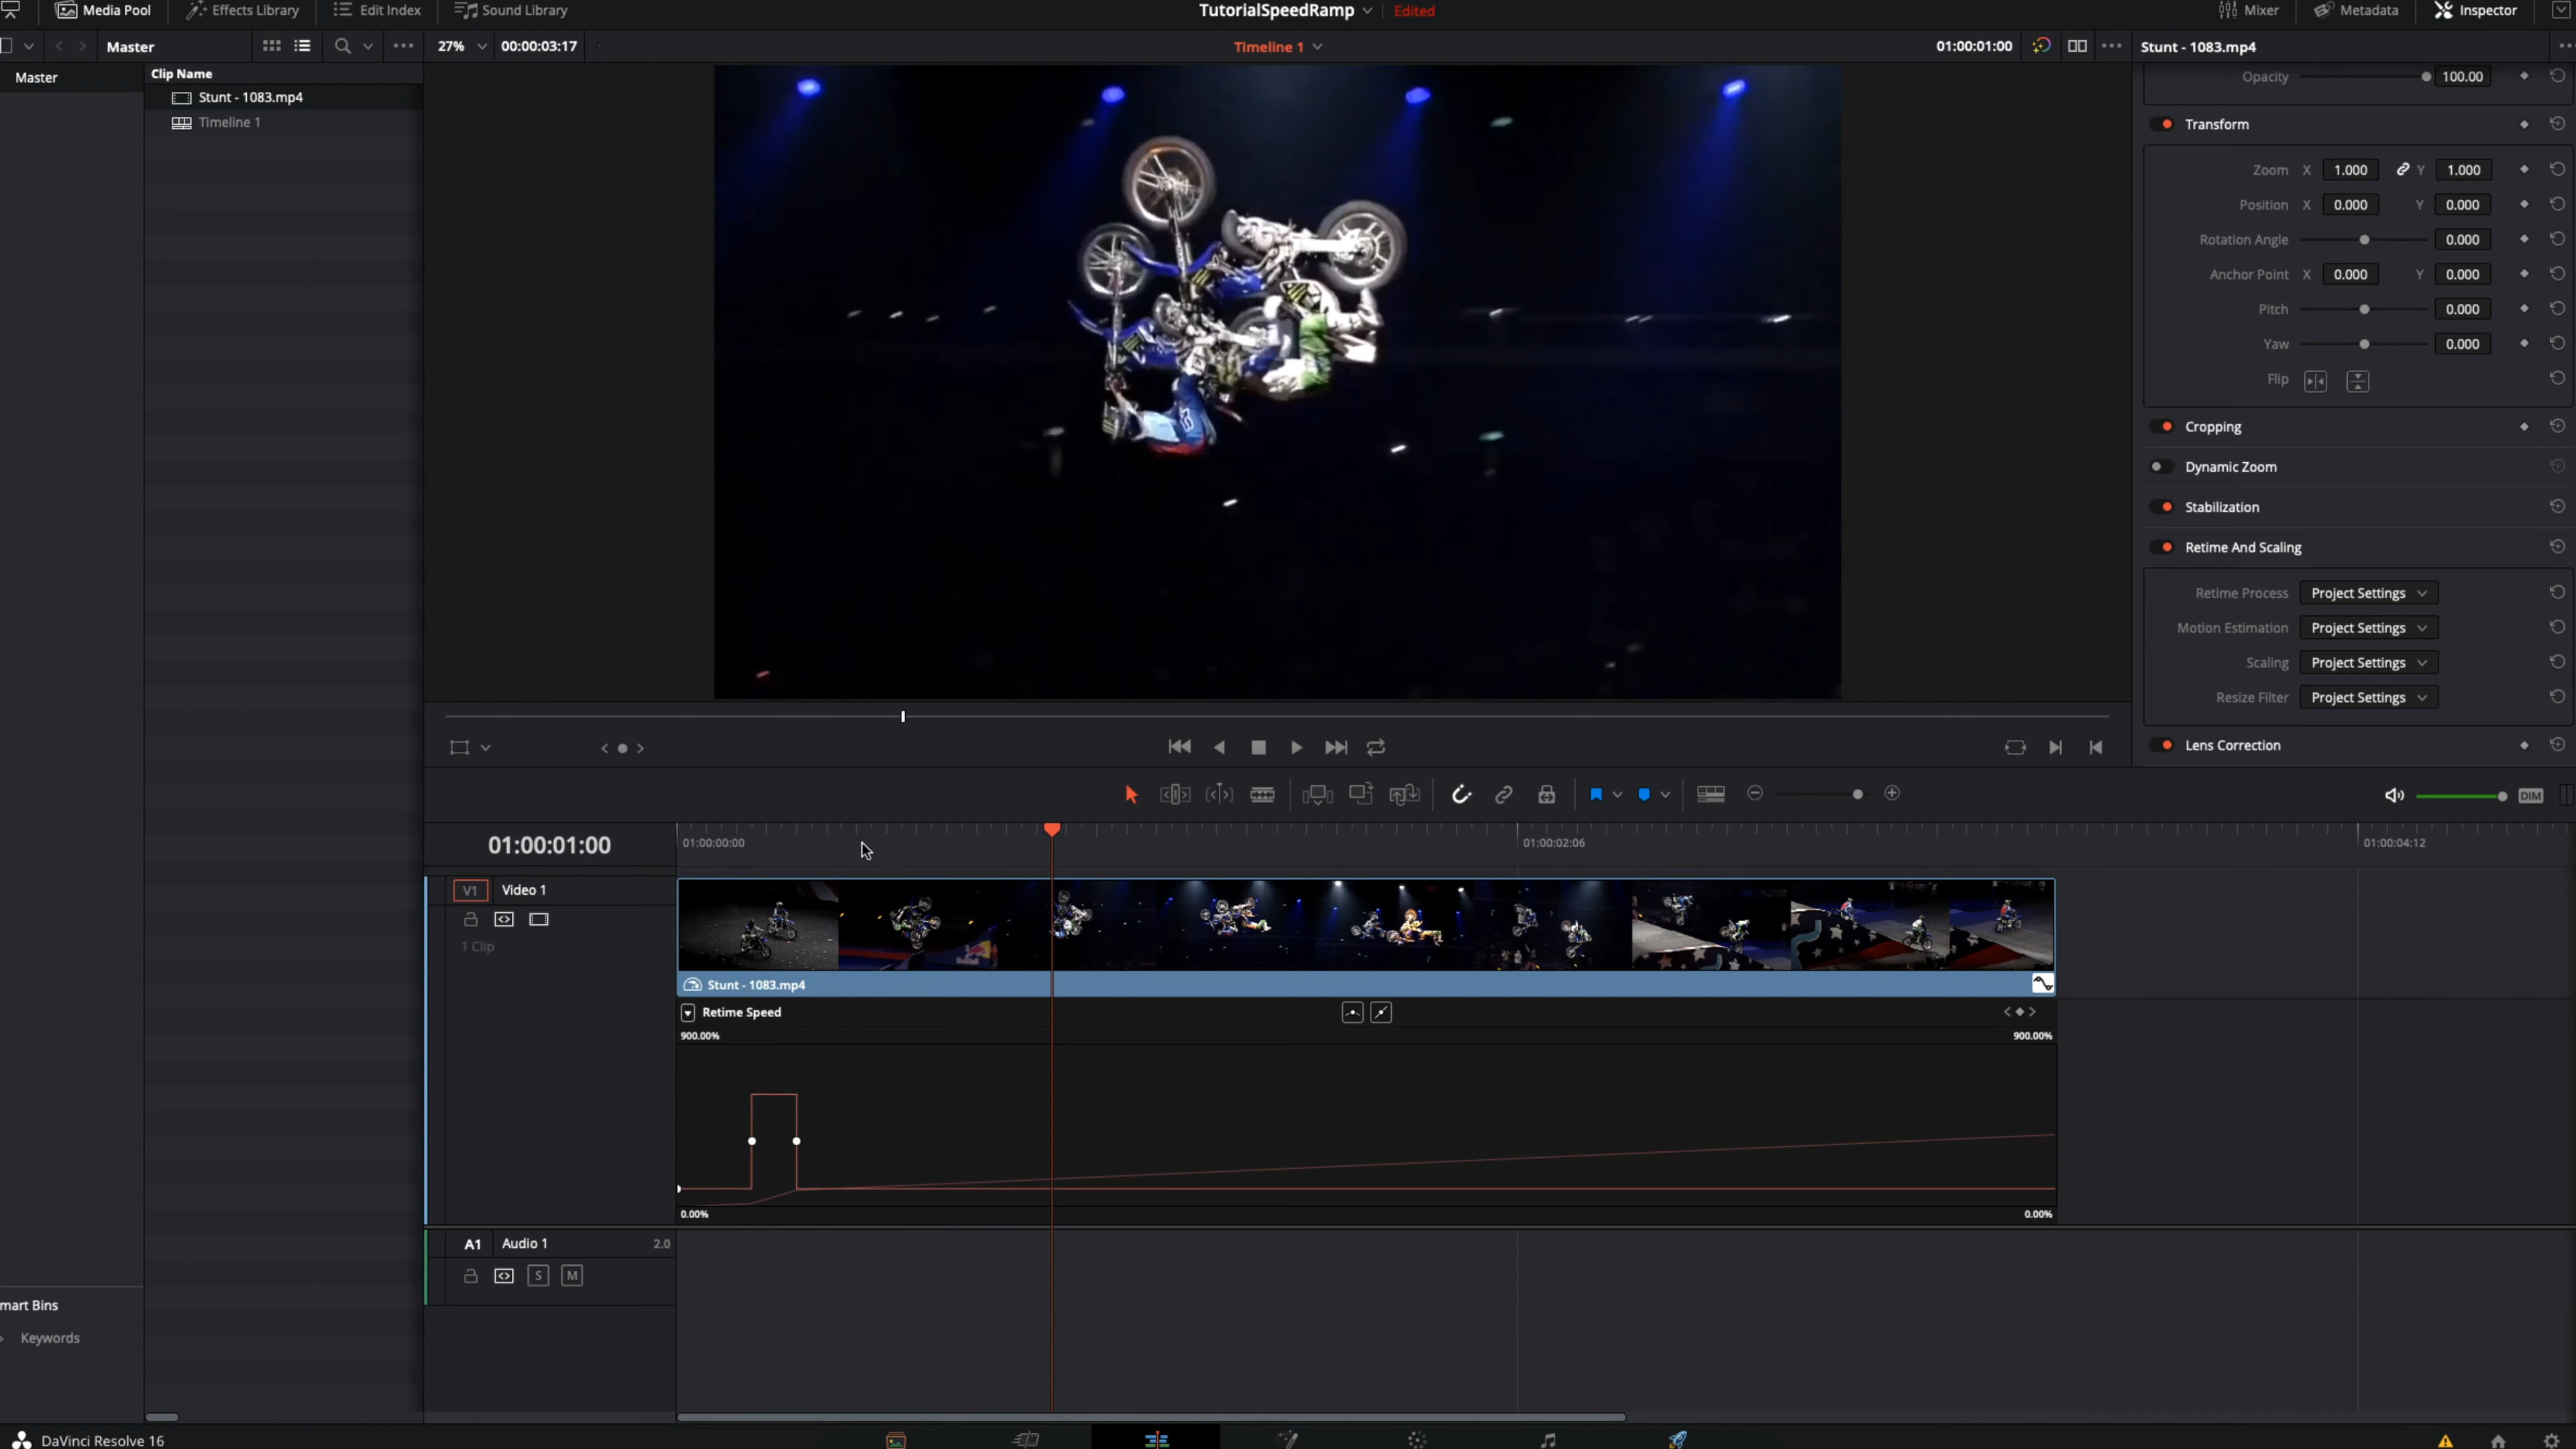 Media Pool
Effects Library
Edit Index
Sound Library
TutorialSpeedRamp
Edited
Mixer
Metadata
Inspector
Master
27%
00:00:03:17
Timeline 1
01:00:01:00
Stunt - 1083.mp4
Master
Clip Name
Stunt - 1083.mp4
Timeline 1
Opacity 100.00
Transform
Zoom X 1.000 Y 1.000
Position X 0.000 Y 0.000
Rotation Angle 0.000
Anchor Point X 0.000 Y 0.000
Pitch 0.000
Yaw 0.000
Flip
Cropping
Dynamic Zoom
Stabilization
Retime And Scaling
Retime Process Project Settings
Motion Estimation Project Settings
Scaling Project Settings
Resize Filter Project Settings
Lens Correction
DIM
01:00:01:00
01:00:00:00
01:00:02:06
01:00:04:12
V1 Video 1
1 Clip
Stunt - 1083.mp4
Retime Speed
900.00% 900.00%
0.00% 0.00%
A1 Audio 1 2.0
S M
mart Bins
Keywords
DaVinci Resolve 16